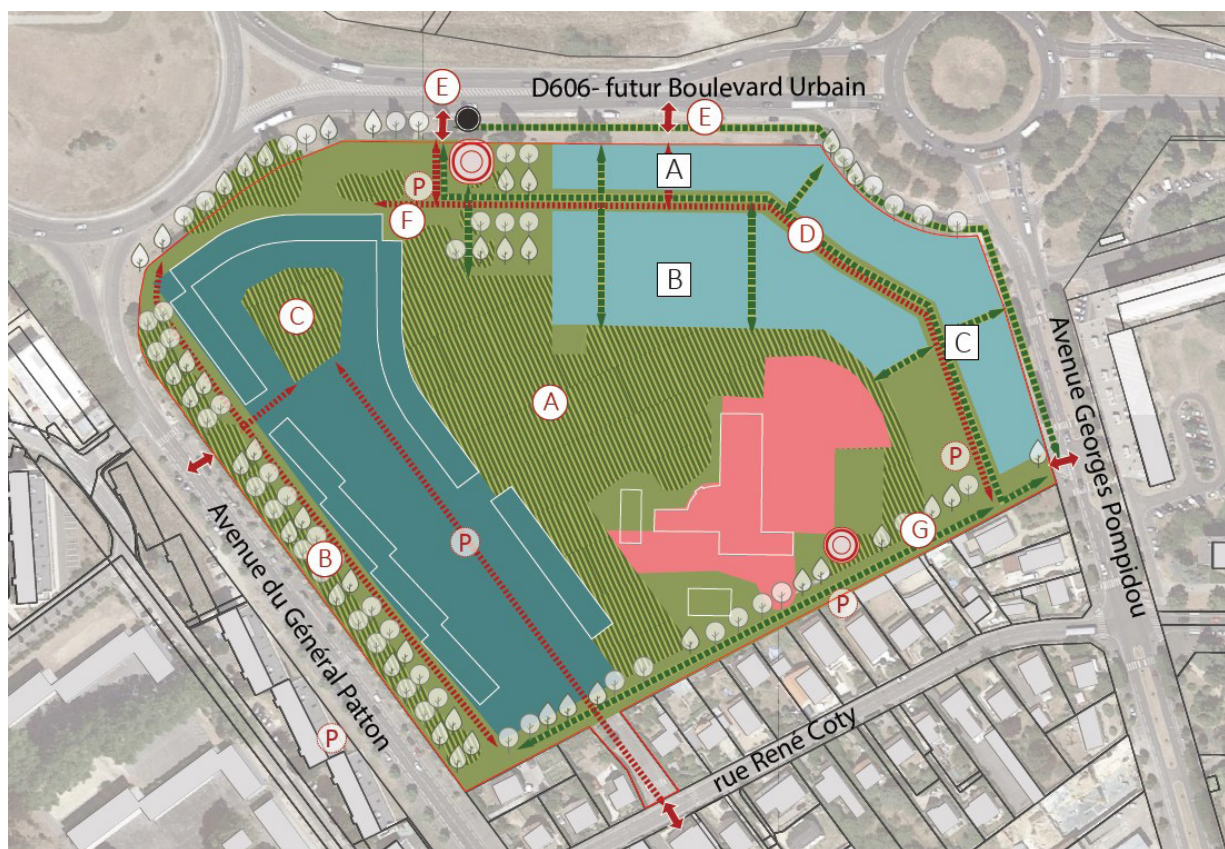 E
D606- futur Boulevard Urbain
E
A
P
F
D
B
C
C
A
P
G
P
B
P
P
Avenue Georges Pompidou
Avenue du Général Patton
rue René Coty